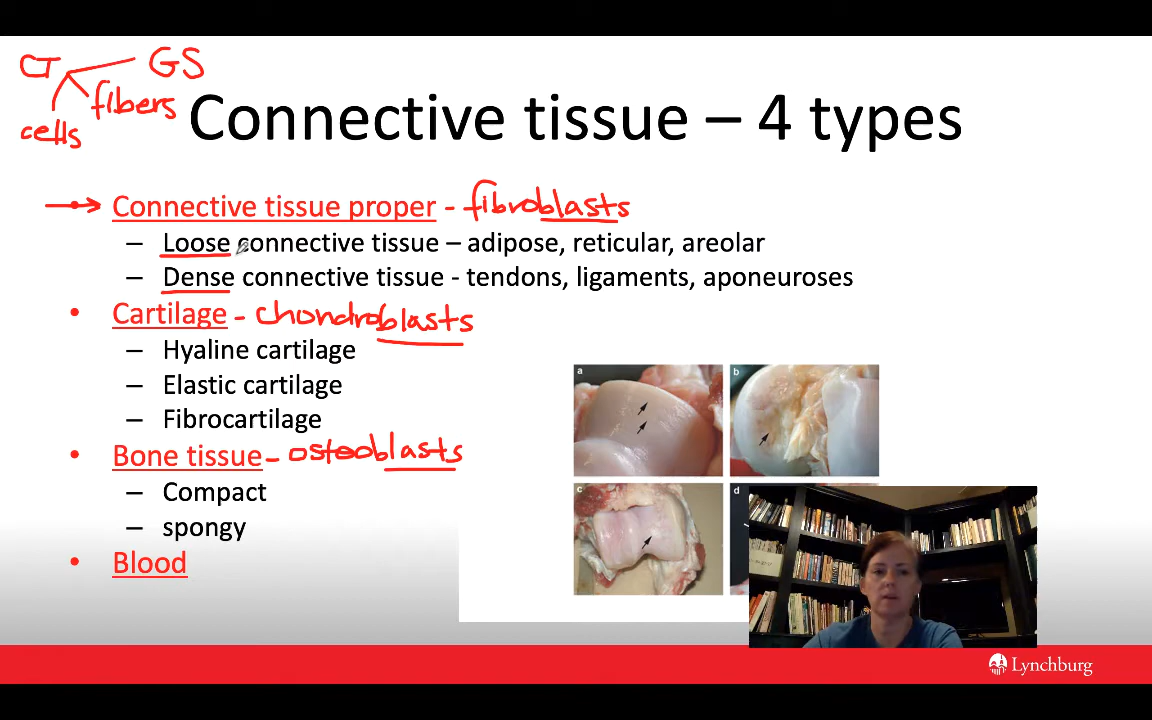 CT GS
fibers
cells
Connective tissue – 4 types
• Connective tissue proper - fibroblasts
– Loose connective tissue – adipose, reticular, areolar
– Dense connective tissue - tendons, ligaments, aponeuroses
• Cartilage - chondroblasts
– Hyaline cartilage
– Elastic cartilage
– Fibrocartilage
• Bone tissue - osteoblasts
– Compact
– spongy
• Blood
a b
c d
Lynchburg